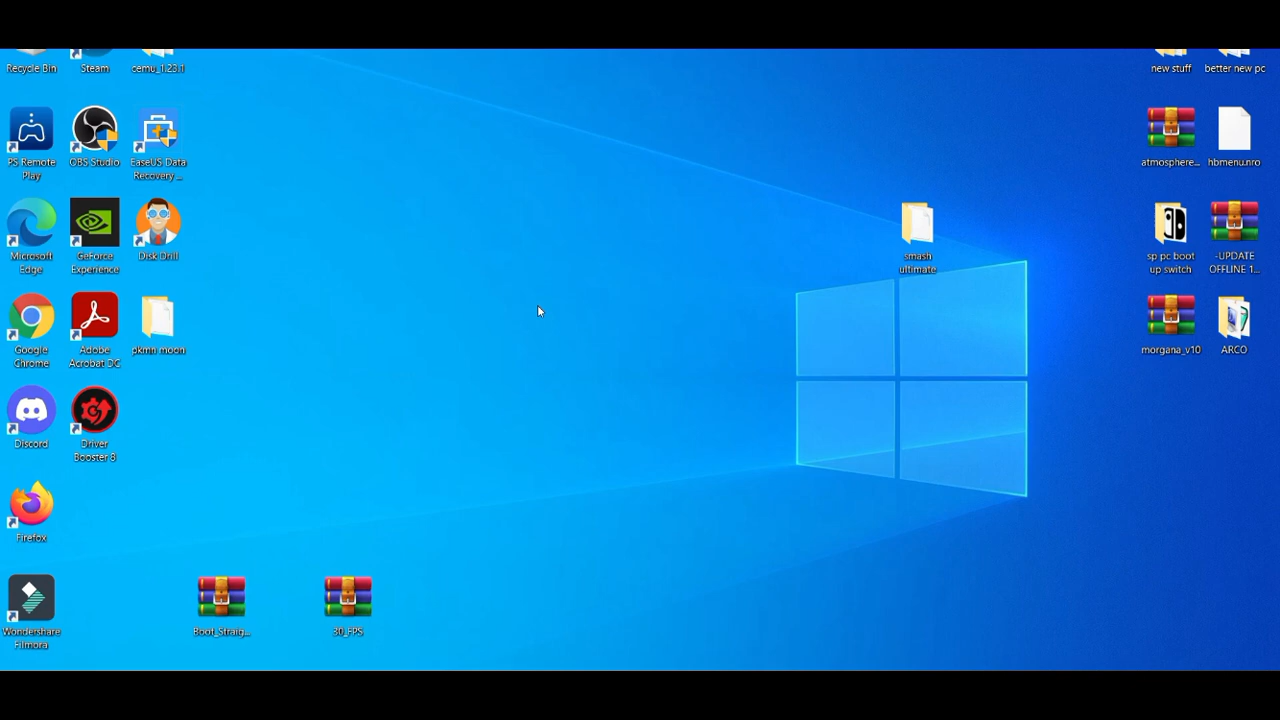 Recycle Bin
Steam
cemu_1.23.1
new stuff
better new pc
PS Remote
Play
OBS Studio
EaseUS Data
Recovery ...
atmosphere...
hbmenu.nro
Microsoft
Edge
GeForce
Experience
Disk Drill
smash
ultimate
sp pc boot
up switch
-UPDATE
OFFLINE 1...
Google
Chrome
Adobe
Acrobat DC
pkmn moon
morgana_v10
ARCO
Discord
Driver
Booster 8
Firefox
Wondershare
Filmora
Boot_Straig...
30_FPS